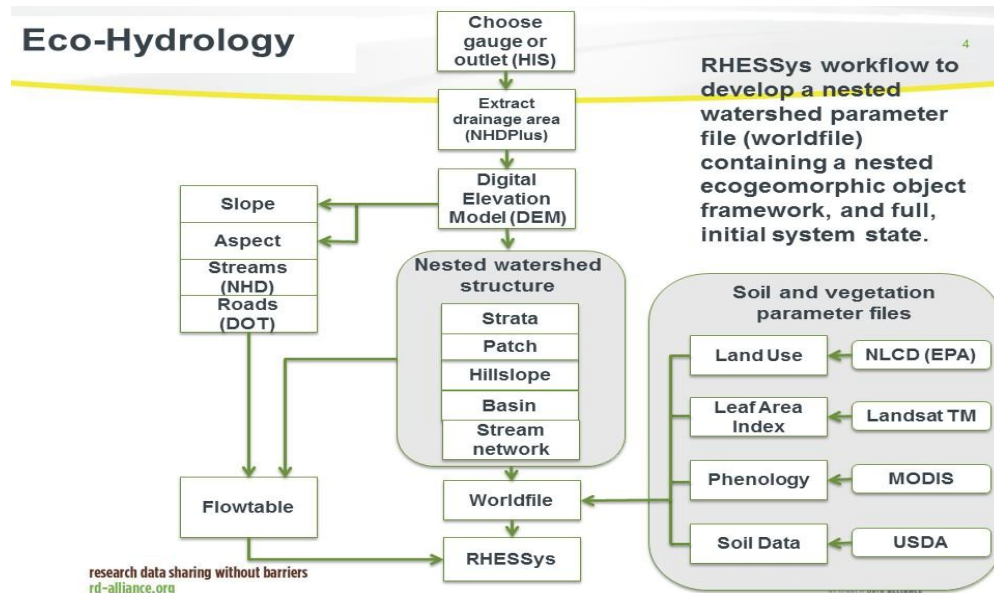 Eco-Hydrology
4
Choose
gauge or
outlet (HIS)
Extract
drainage area
(NHDPlus)
Digital
Elevation
Model (DEM)
RHESSys workflow to
develop a nested
watershed parameter
file (worldfile)
containing a nested
ecogeomorphic object
framework, and full,
initial system state.
Slope
Aspect
Streams
(NHD)
Roads
(DOT)
Nested watershed
structure
Strata
Patch
Hillslope
Basin
Stream
network
Soil and vegetation
parameter files
Land Use
NLCD (EPA)
Leaf Area
Index
Landsat TM
Phenology
MODIS
Soil Data
USDA
Flowtable
Worldfile
RHESSys
research data sharing without barriers
rd-alliance.org